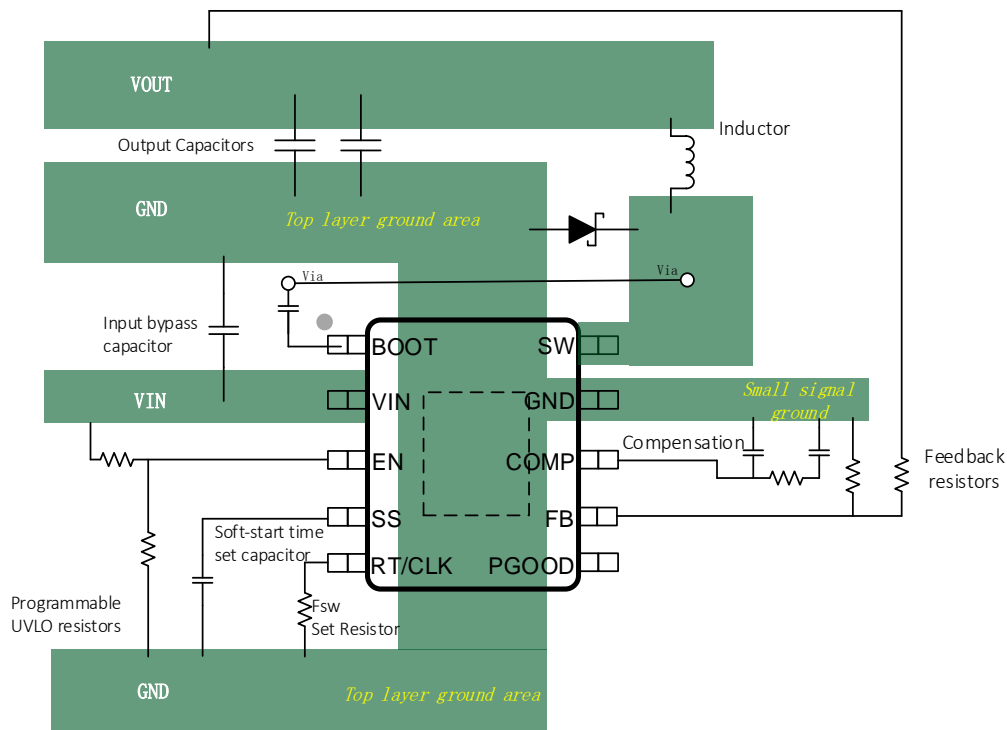 VOUT
Output Capacitors
Inductor
GND
Top layer ground area
Via
Via
Input bypass
capacitor
BOOT
SW
VIN
VIN
GND
Small signal
ground
EN
COMP
Compensation
Feedback
resistors
SS
FB
Soft-start time
set capacitor
RT/CLK
PGOOD
Programmable
UVLO resistors
Fsw
Set Resistor
GND
Top layer ground area